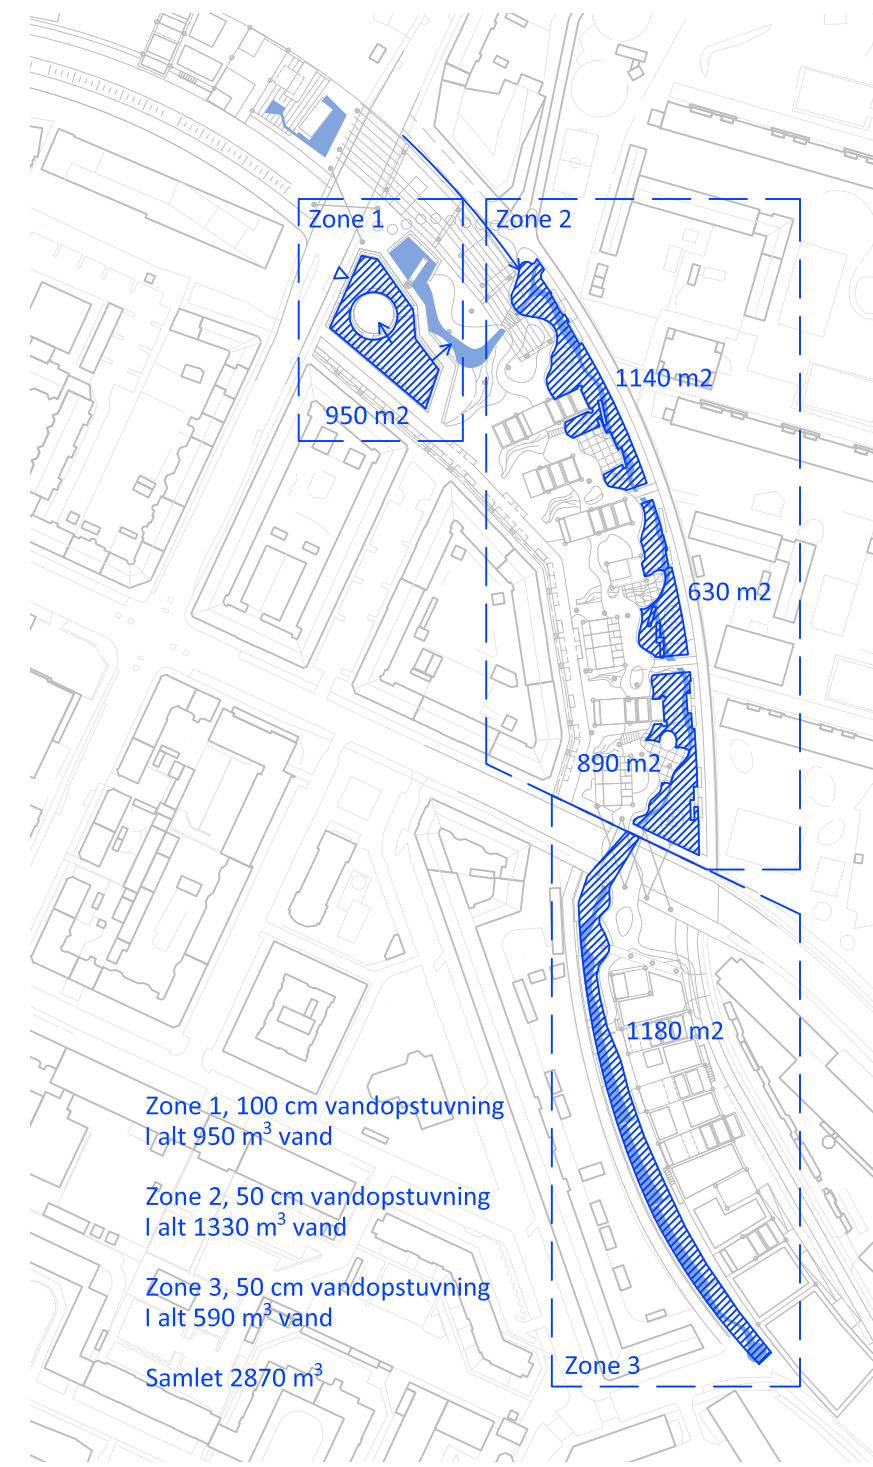 Zone 1
Zone 2
1140 m2
950 m2
630 m2
890 m2
1180 m2
Zone 1, 100 cm vandopstuvning
I alt 950 m³ vand
Zone 2, 50 cm vandopstuvning
I alt 1330 m³ vand
Zone 3, 50 cm vandopstuvning
I alt 590 m³ vand
Zone 3
Samlet 2870 m³